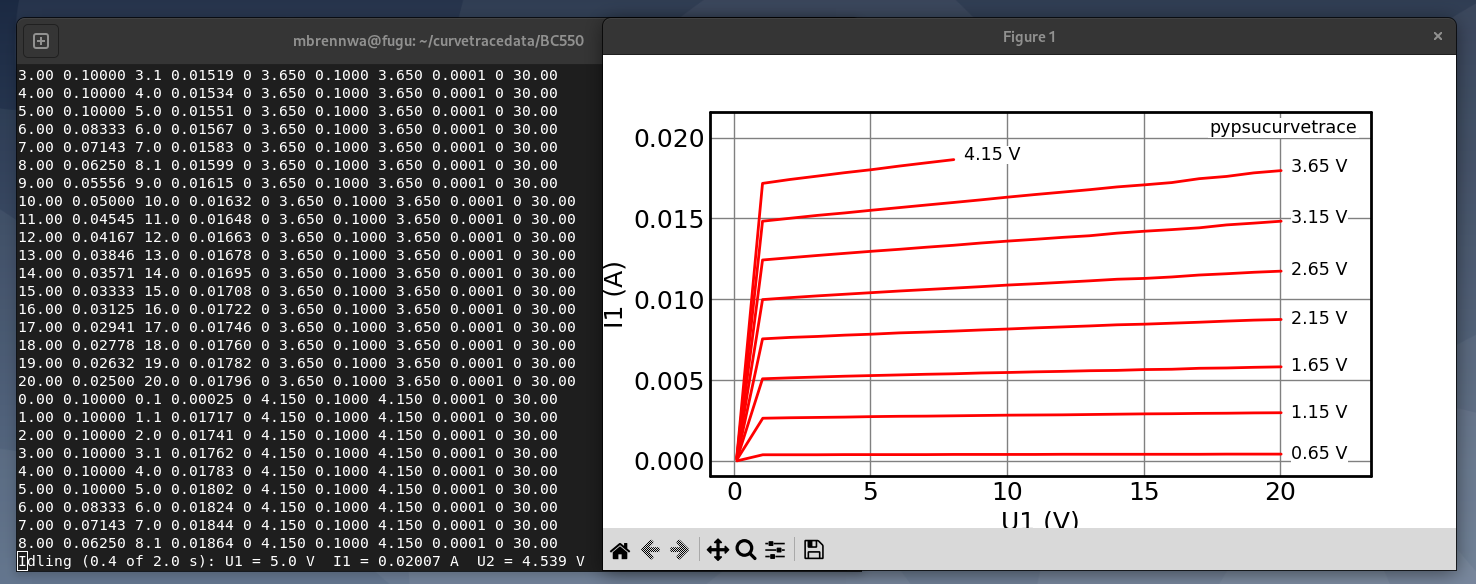 mbrennwa@fugu: ~/curvetracedata/BC550
3.00 0.10000 3.1 0.01519 0 3.650 0.1000 3.650 0.0001 0 30.00
4.00 0.10000 4.0 0.01534 0 3.650 0.1000 3.650 0.0001 0 30.00
5.00 0.10000 5.0 0.01551 0 3.650 0.1000 3.650 0.0001 0 30.00
6.00 0.08333 6.0 0.01567 0 3.650 0.1000 3.650 0.0001 0 30.00
7.00 0.07143 7.0 0.01583 0 3.650 0.1000 3.650 0.0001 0 30.00
8.00 0.06250 8.1 0.01599 0 3.650 0.1000 3.650 0.0001 0 30.00
9.00 0.05556 9.0 0.01615 0 3.650 0.1000 3.650 0.0001 0 30.00
10.00 0.05000 10.0 0.01632 0 3.650 0.1000 3.650 0.0001 0 30.00
11.00 0.04545 11.0 0.01648 0 3.650 0.1000 3.650 0.0001 0 30.00
12.00 0.04167 12.0 0.01663 0 3.650 0.1000 3.650 0.0001 0 30.00
13.00 0.03846 13.0 0.01678 0 3.650 0.1000 3.650 0.0001 0 30.00
14.00 0.03571 14.0 0.01695 0 3.650 0.1000 3.650 0.0001 0 30.00
15.00 0.03333 15.0 0.01708 0 3.650 0.1000 3.650 0.0001 0 30.00
16.00 0.03125 16.0 0.01722 0 3.650 0.1000 3.650 0.0001 0 30.00
17.00 0.02941 17.0 0.01746 0 3.650 0.1000 3.650 0.0001 0 30.00
18.00 0.02778 18.0 0.01760 0 3.650 0.1000 3.650 0.0001 0 30.00
19.00 0.02632 19.0 0.01782 0 3.650 0.1000 3.650 0.0001 0 30.00
20.00 0.02500 20.0 0.01796 0 3.650 0.1000 3.650 0.0001 0 30.00
0.00 0.10000 0.1 0.00025 0 4.150 0.1000 4.150 0.0001 0 30.00
1.00 0.10000 1.1 0.01717 0 4.150 0.1000 4.150 0.0001 0 30.00
2.00 0.10000 2.0 0.01741 0 4.150 0.1000 4.150 0.0001 0 30.00
3.00 0.10000 3.1 0.01762 0 4.150 0.1000 4.150 0.0001 0 30.00
4.00 0.10000 4.0 0.01783 0 4.150 0.1000 4.150 0.0001 0 30.00
5.00 0.10000 5.0 0.01802 0 4.150 0.1000 4.150 0.0001 0 30.00
6.00 0.08333 6.0 0.01824 0 4.150 0.1000 4.150 0.0001 0 30.00
7.00 0.07143 7.0 0.01844 0 4.150 0.1000 4.150 0.0001 0 30.00
8.00 0.06250 8.1 0.01864 0 4.150 0.1000 4.150 0.0001 0 30.00
Idling (0.4 of 2.0 s): U1 = 5.0 V  I1 = 0.02007 A  U2 = 4.539 V
Figure 1
pypsucurvetrace
4.15 V
3.65 V
3.15 V
2.65 V
2.15 V
1.65 V
1.15 V
0.65 V
0.020
0.015
0.010
0.005
0.000
I1 (A)
0 5 10 15 20
U1 (V)